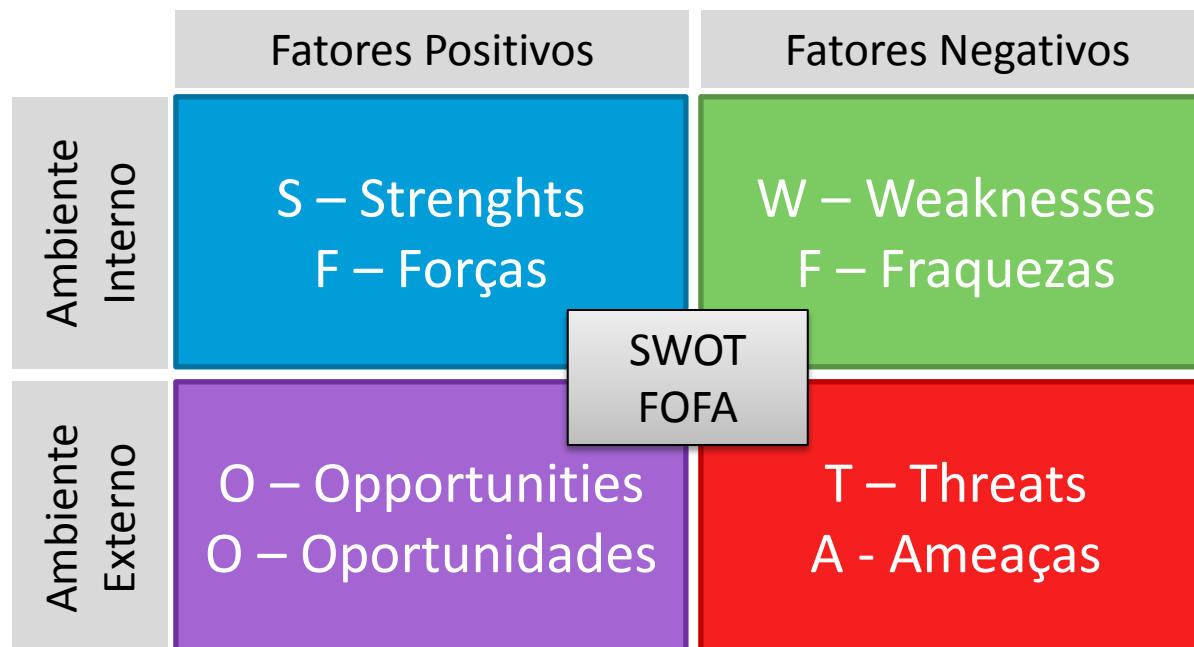 Fatores Positivos
Fatores Negativos
Ambiente
Interno
S – Strenghts
F – Forças
W – Weaknesses
F – Fraquezas
SWOT
FOFA
Ambiente
Externo
O – Opportunities
O – Oportunidades
T – Threats
A - Ameaças